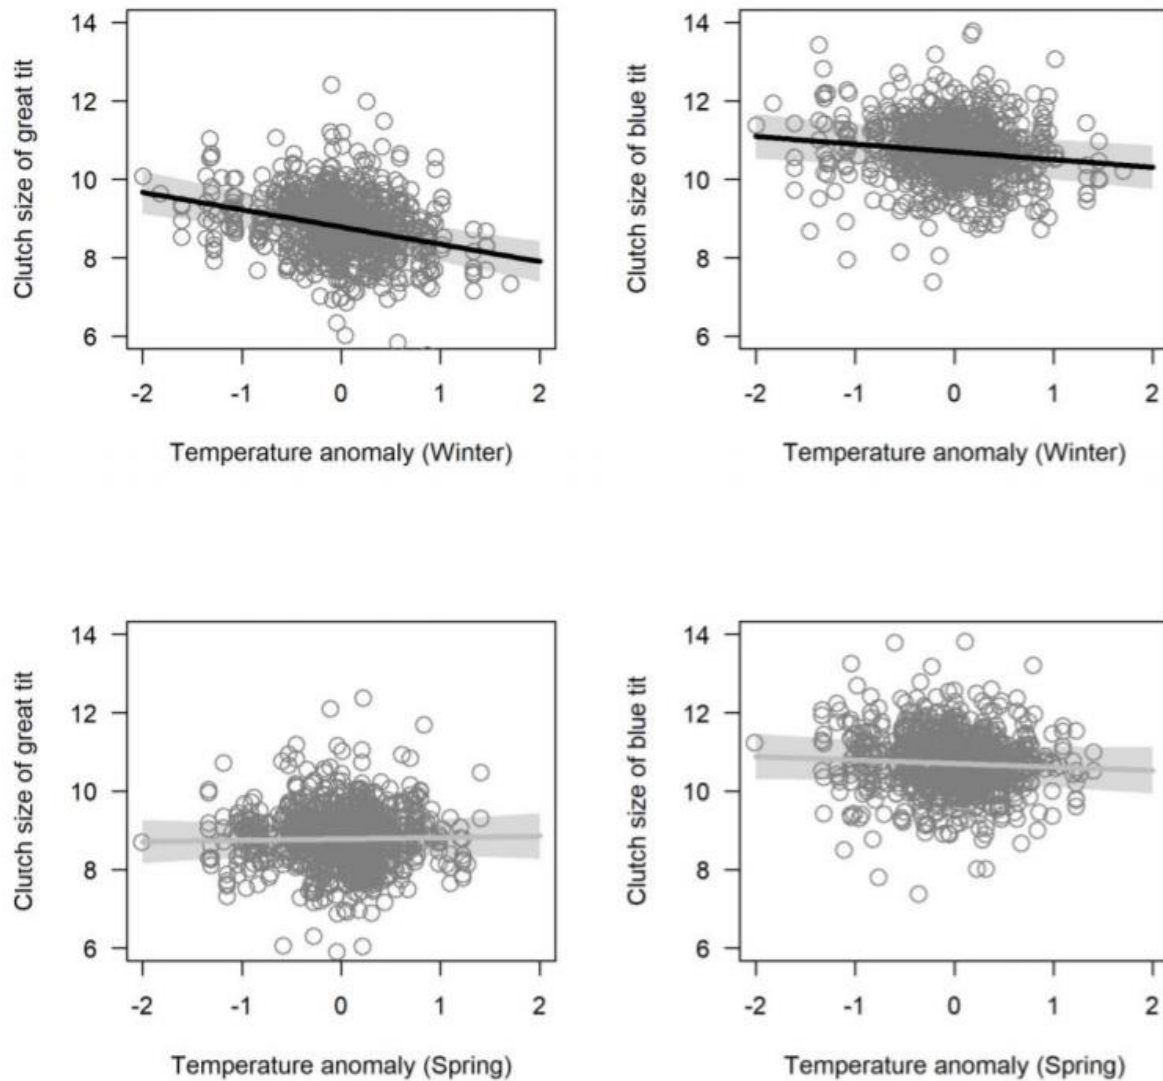 14
12
10
8
6
Clutch size of great tit
-2 -1 0 1 2
Temperature anomaly (Winter)
14
12
10
8
6
Clutch size of blue tit
-2 -1 0 1 2
Temperature anomaly (Winter)
14
12
10
8
6
Clutch size of great tit
-2 -1 0 1 2
Temperature anomaly (Spring)
14
12
10
8
6
Clutch size of blue tit
-2 -1 0 1 2
Temperature anomaly (Spring)